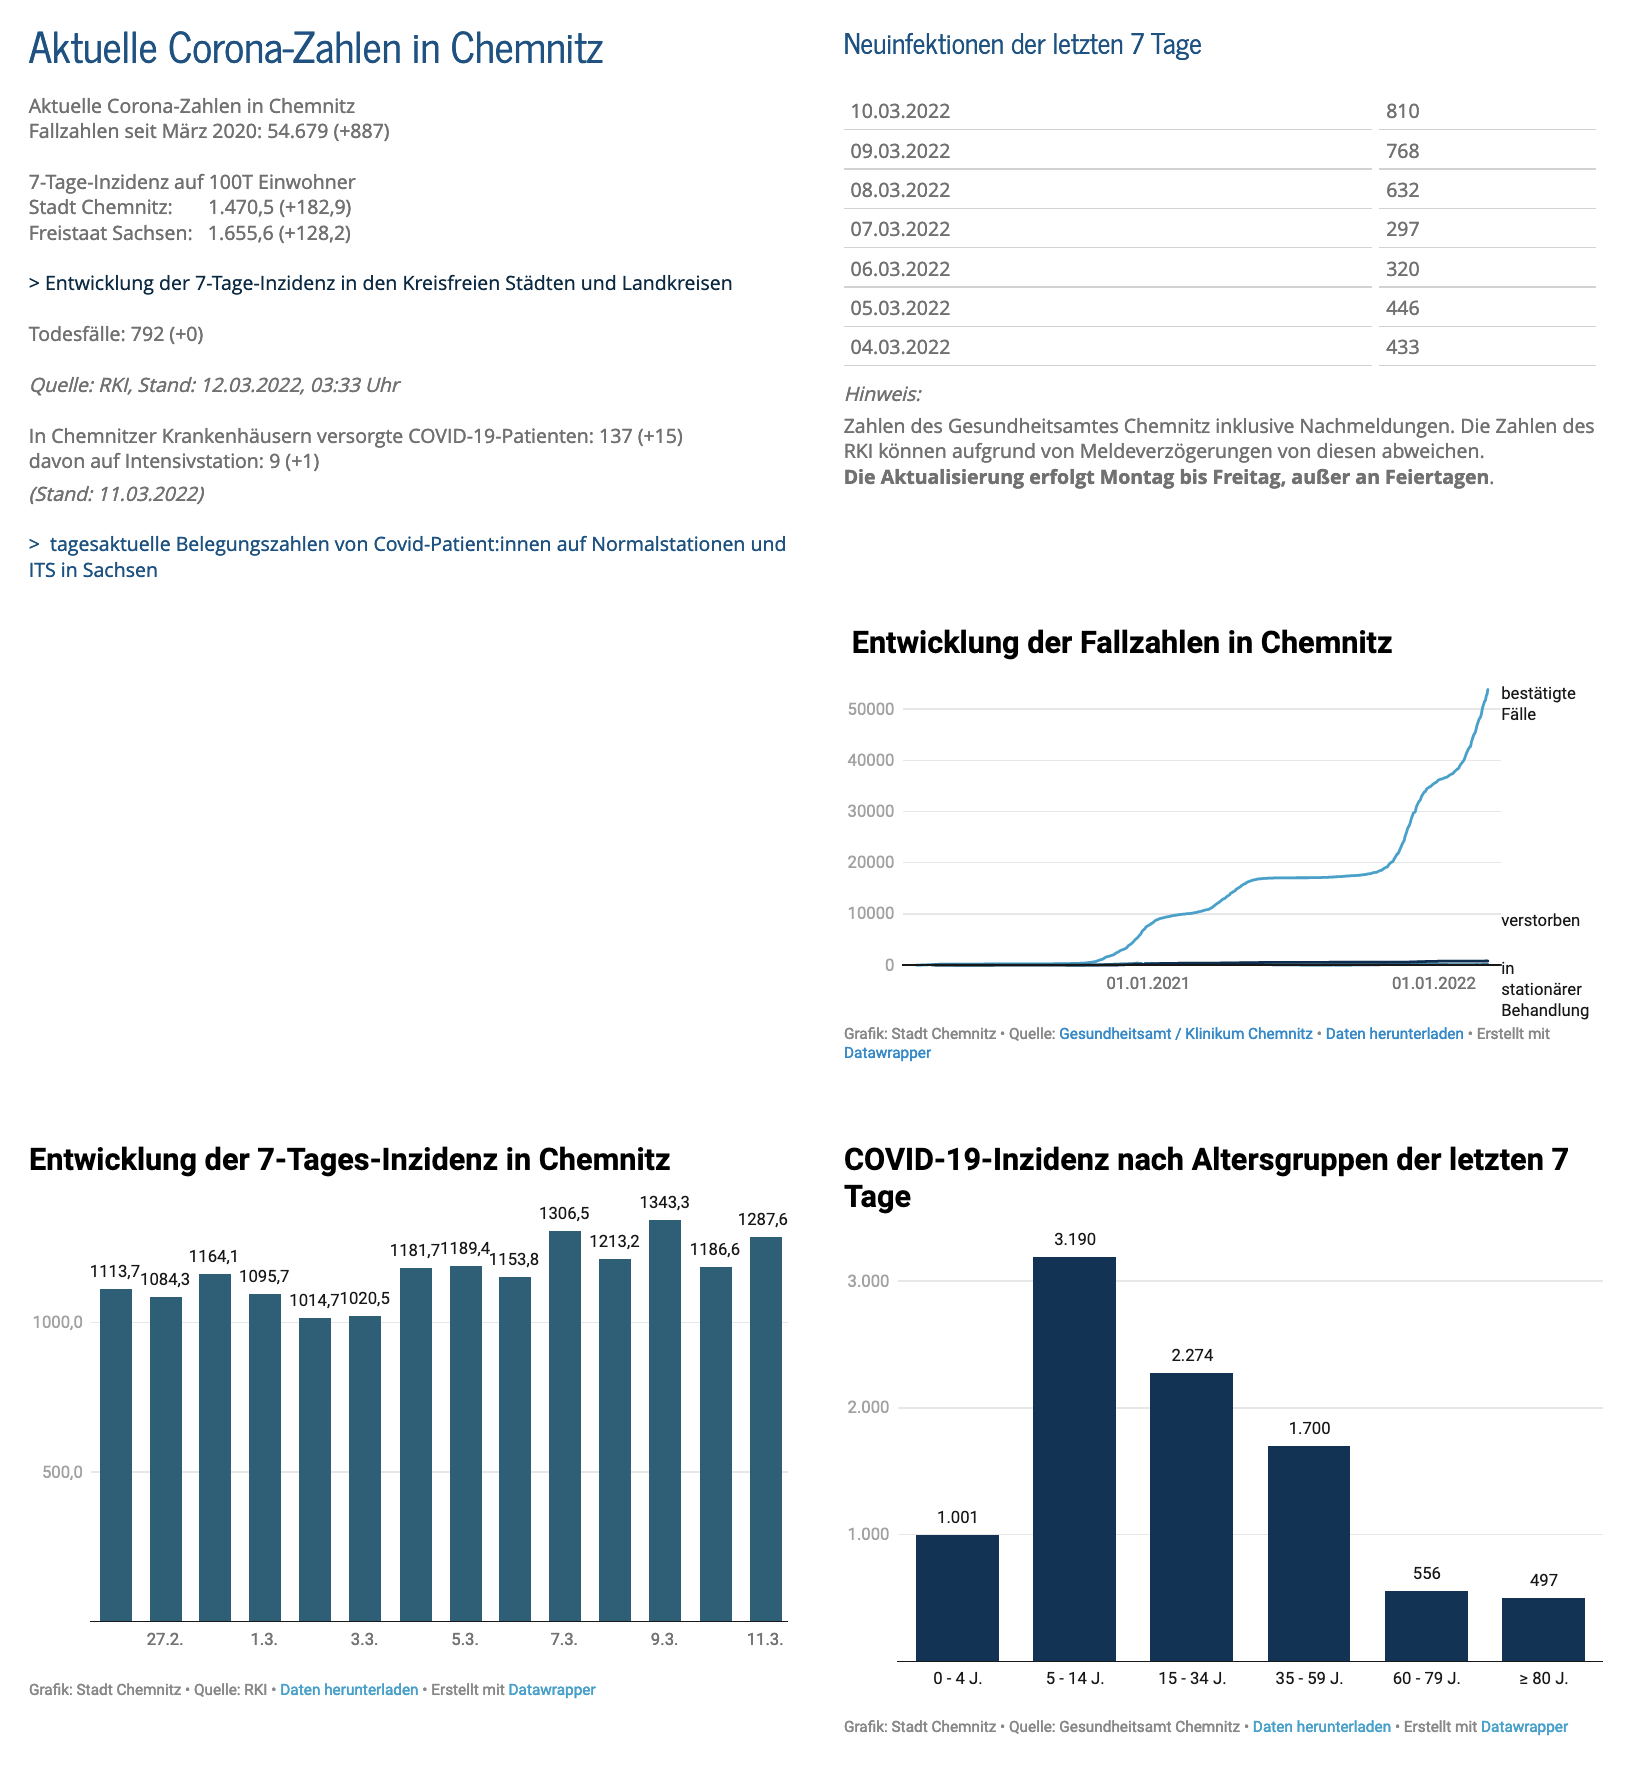 Aktuelle Corona-Zahlen in Chemnitz
Aktuelle Corona-Zahlen in Chemnitz
Fallzahlen seit März 2020: 54.679 (+887)
7-Tage-Inzidenz auf 100T Einwohner
Stadt Chemnitz: 1.470,5 (+182,9)
Freistaat Sachsen: 1.655,6 (+128,2)
> Entwicklung der 7-Tage-Inzidenz in den Kreisfreien Städten und Landkreisen
Todesfälle: 792 (+0)
Quelle: RKI, Stand: 12.03.2022, 03:33 Uhr
In Chemnitzer Krankenhäusern versorgte COVID-19-Patienten: 137 (+15)
davon auf Intensivstation: 9 (+1)
(Stand: 11.03.2022)
> tagesaktuelle Belegungszahlen von Covid-Patient:innen auf Normalstationen und
ITS in Sachsen
Neuinfektionen der letzten 7 Tage
10.03.2022 810
09.03.2022 768
08.03.2022 632
07.03.2022 297
06.03.2022 320
05.03.2022 446
04.03.2022 433
Hinweis:
Zahlen des Gesundheitsamtes Chemnitz inklusive Nachmeldungen. Die Zahlen des
RKI können aufgrund von Meldeverzögerungen von diesen abweichen.
Die Aktualisierung erfolgt Montag bis Freitag, außer an Feiertagen.
Entwicklung der Fallzahlen in Chemnitz
bestätigte
Fälle
50000
40000
30000
20000
10000
verstorben
0
in
stationärer
Behandlung
01.01.2021 01.01.2022
Grafik: Stadt Chemnitz • Quelle: Gesundheitsamt / Klinikum Chemnitz • Daten herunterladen • Erstellt mit
Datawrapper
Entwicklung der 7-Tages-Inzidenz in Chemnitz
1113,7 1084,3 1164,1 1095,7 1014,7 1020,5 1181,7 1189,4 1153,8 1306,5 1213,2 1343,3 1186,6 1287,6
1000,0
500,0
27.2. 1.3. 3.3. 5.3. 7.3. 9.3. 11.3.
Grafik: Stadt Chemnitz • Quelle: RKI • Daten herunterladen • Erstellt mit Datawrapper
COVID-19-Inzidenz nach Altersgruppen der letzten 7
Tage
3.000
2.000
1.000
1.001 3.190 2.274 1.700 556 497
0 - 4 J. 5 - 14 J. 15 - 34 J. 35 - 59 J. 60 - 79 J. ≥ 80 J.
Grafik: Stadt Chemnitz • Quelle: Gesundheitsamt Chemnitz • Daten herunterladen • Erstellt mit Datawrapper